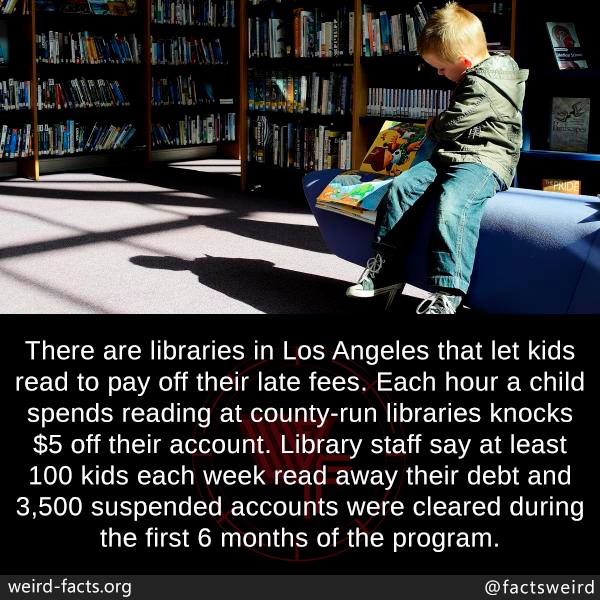 THE PRIDE
There are libraries in Los Angeles that let kids
read to pay off their late fees. Each hour a child
spends reading at county-run libraries knocks
$5 off their account. Library staff say at least
100 kids each week read away their debt and
3,500 suspended accounts were cleared during
the first 6 months of the program.
weird-facts.org
@factsweird